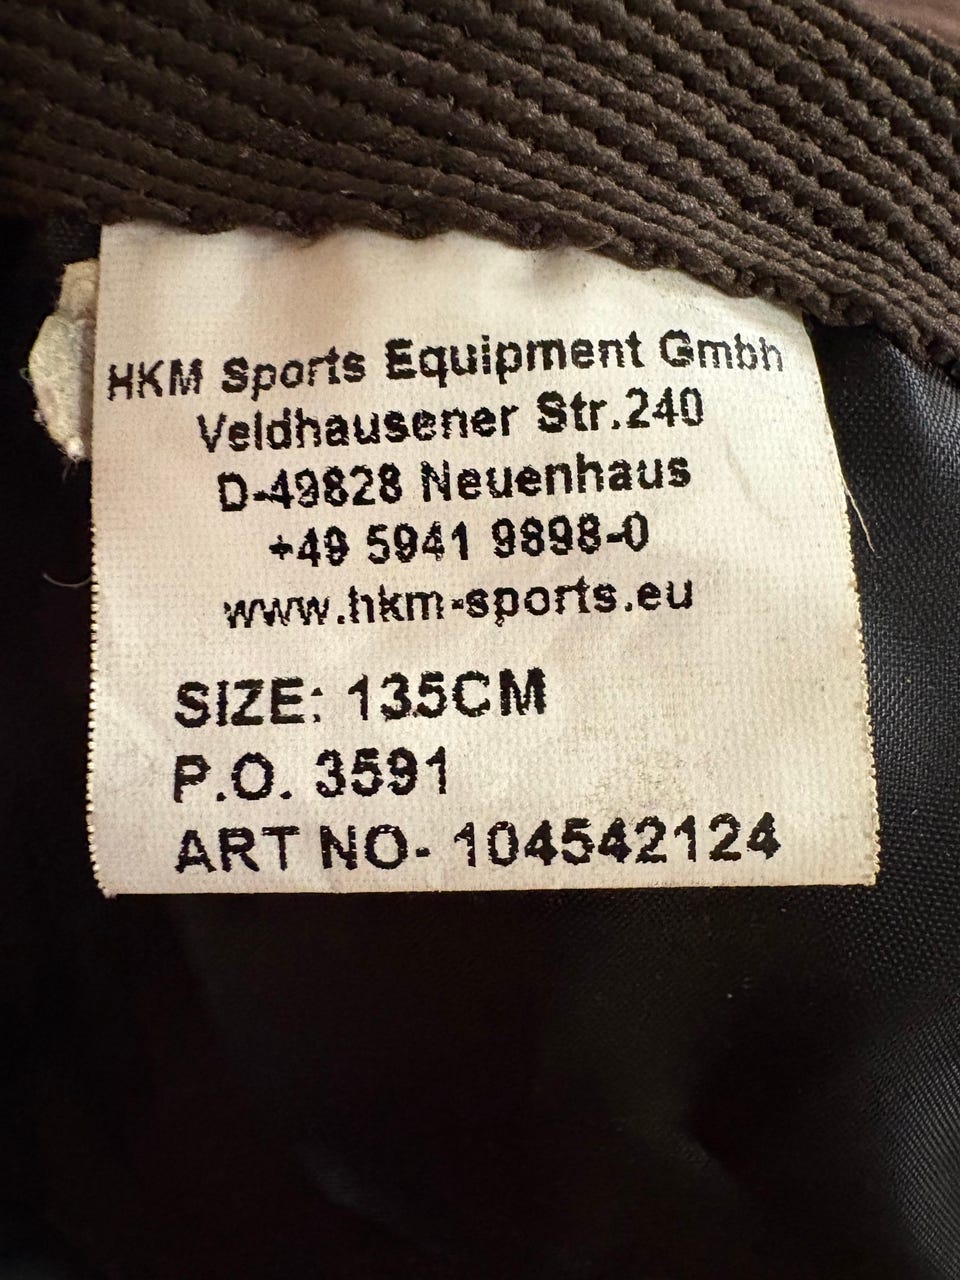 HKM Sports Equipment Gmbh
Veldhausener Str.240
D-49828 Neuenhaus
+49 5941 9898-0
www.hkm-sports.eu
SIZE: 135CM
P.O. 3591
ART NO- 104542124